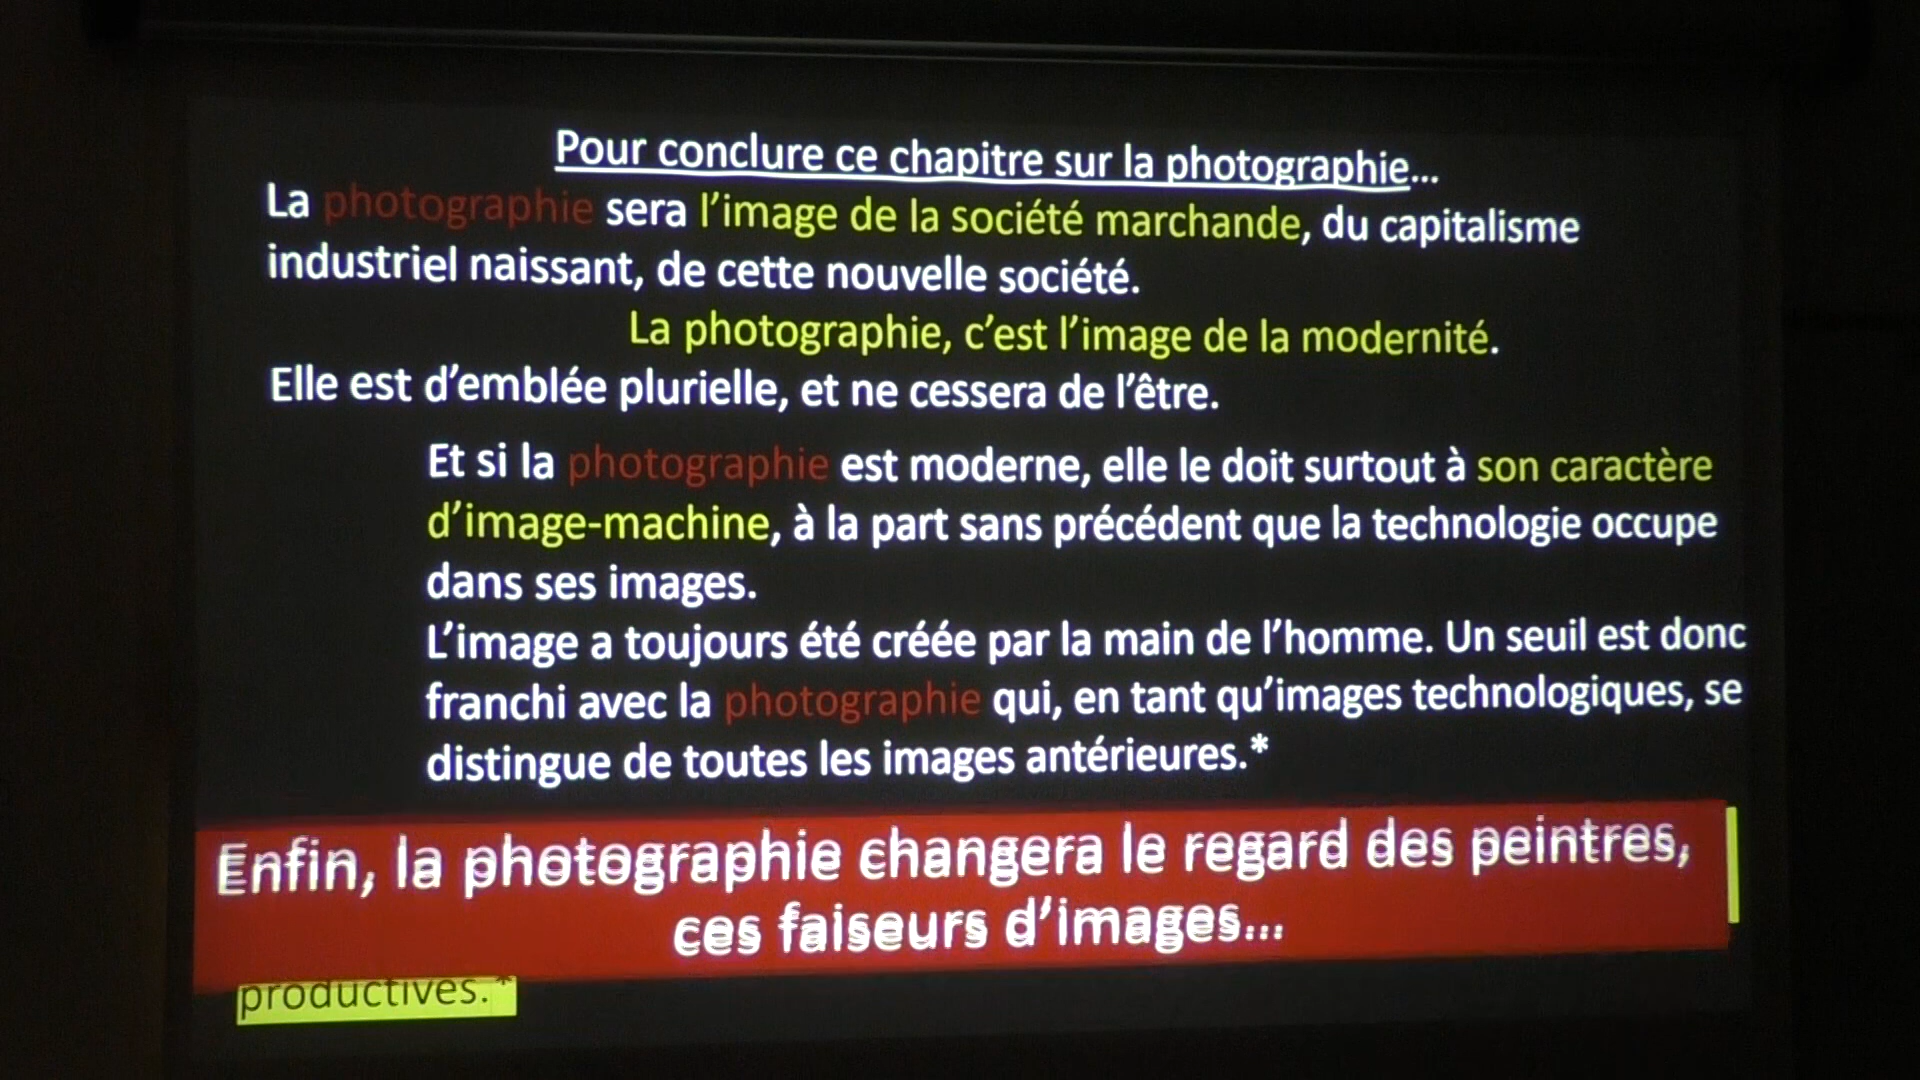 Pour conclure ce chapitre sur la photographie...
La photographie sera l'image de la société marchande, du capitalisme
industriel naissant, de cette nouvelle société.
La photographie, c'est l'image de la modernité.
Elle est d'emblée plurielle, et ne cessera de l'être.
Et si la photographie est moderne, elle le doit surtout à son caractère
d'image-machine, à la part sans précédent que la technologie occupe
dans ses images.
L'image a toujours été créée par la main de l'homme. Un seuil est donc
franchi avec la photographie qui, en tant qu'images technologiques, se
distingue de toutes les images antérieures.*
Enfin, la photographie changera le regard des peintres,
ces faiseurs d'images...
productives.*